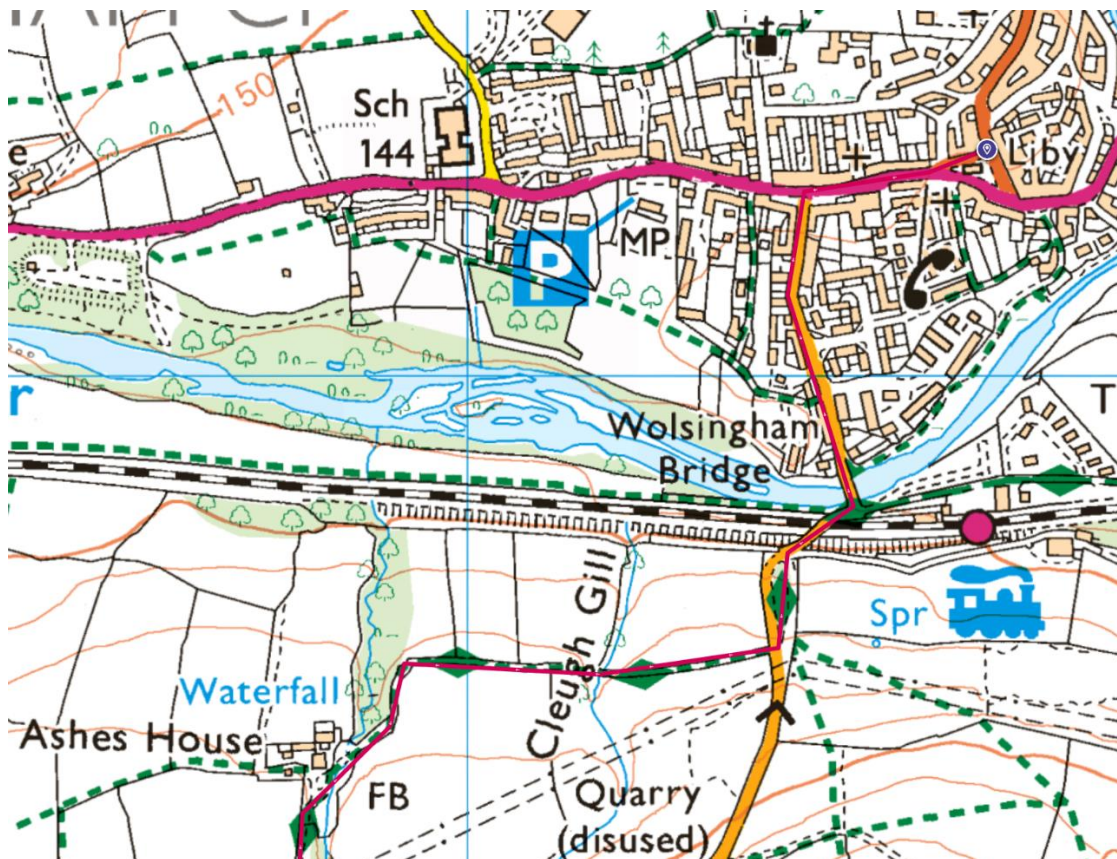 150
Sch
144
e
Liby
P
MP
r
Wolsingham
Bridge
T
Cleugh Gill
Spr
Waterfall
Ashes House
FB
Quarry
(disused)